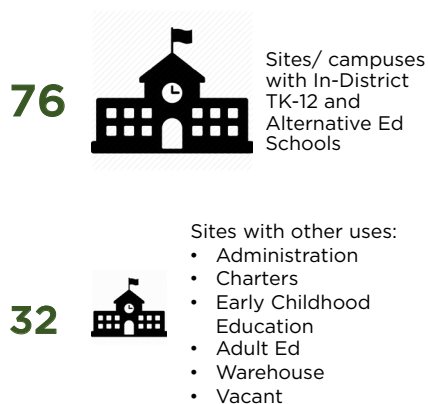 76
Sites/ campuses
with In-District
TK-12 and
Alternative Ed
Schools
Sites with other uses:
• Administration
• Charters
• Early Childhood
Education
• Adult Ed
• Warehouse
• Vacant
32